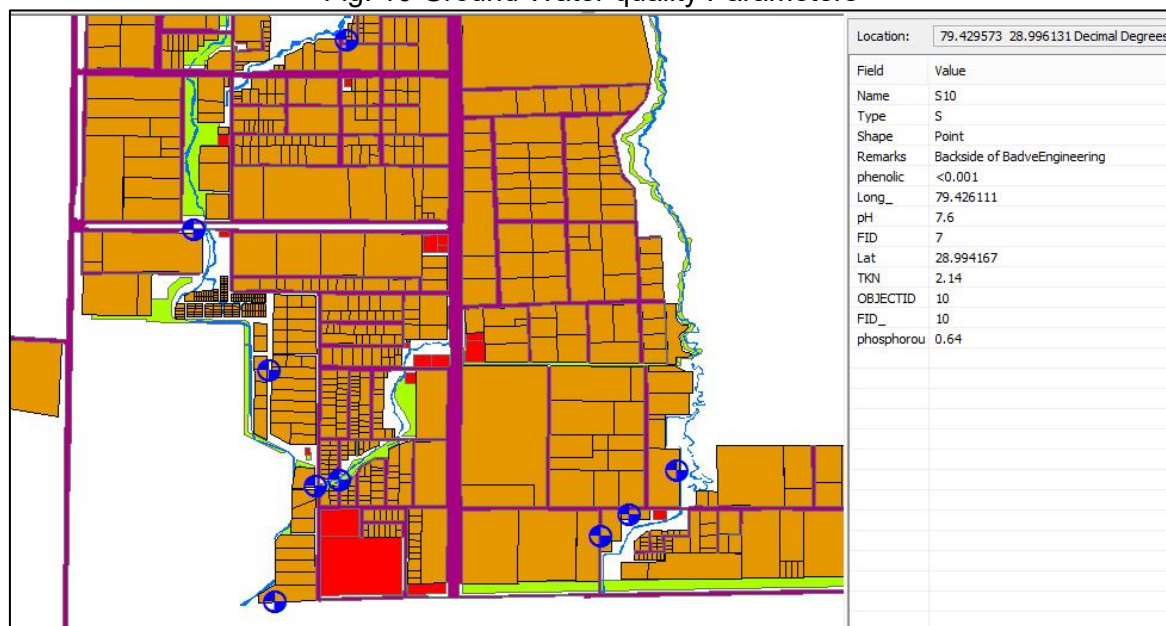 Fig. 10 Ground Water quality Parameters
Location: 79.429573 28.996131 Decimal Degrees
Field Value
Name S10
Type S
Shape Point
Remarks Backside of BadveEngineering
phenolic <0.001
Long_ 79.426111
pH 7.6
FID 7
Lat 28.994167
TKN 2.14
OBJECTID 10
FID_ 10
phosphorou 0.64